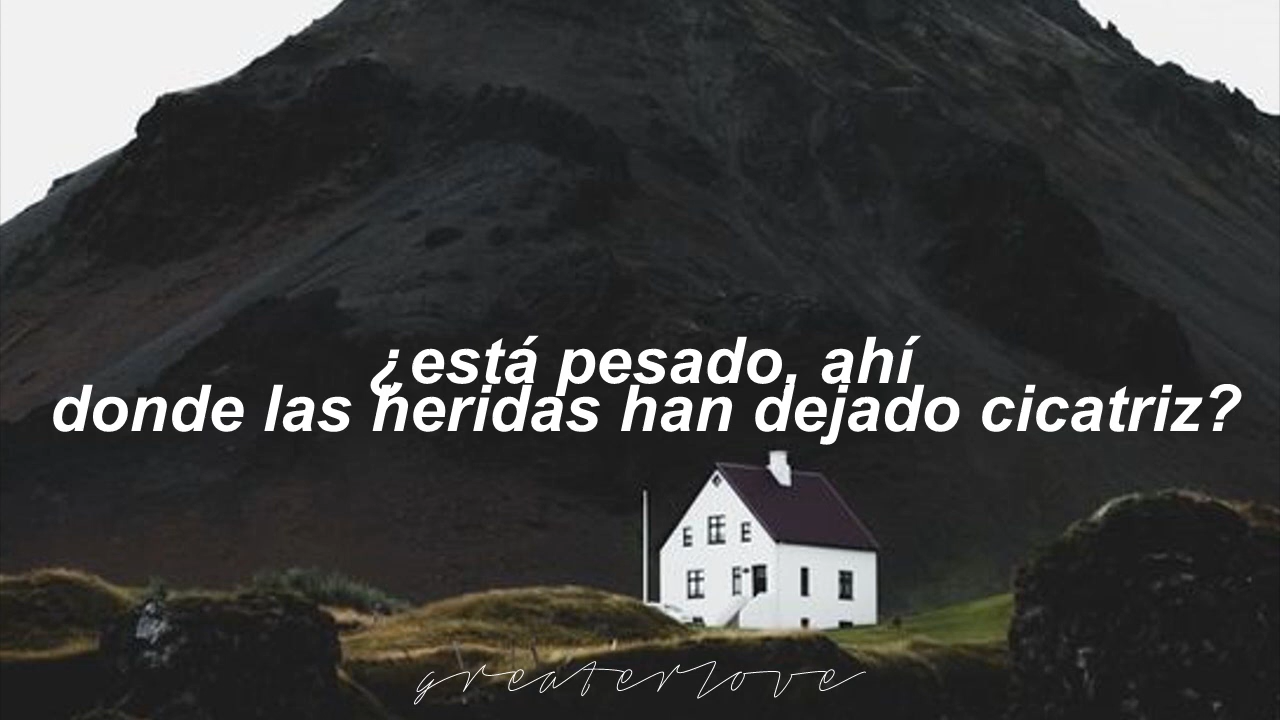 ¿está pesado, ahí
donde las heridas han dejado cicatriz?
greaterlove